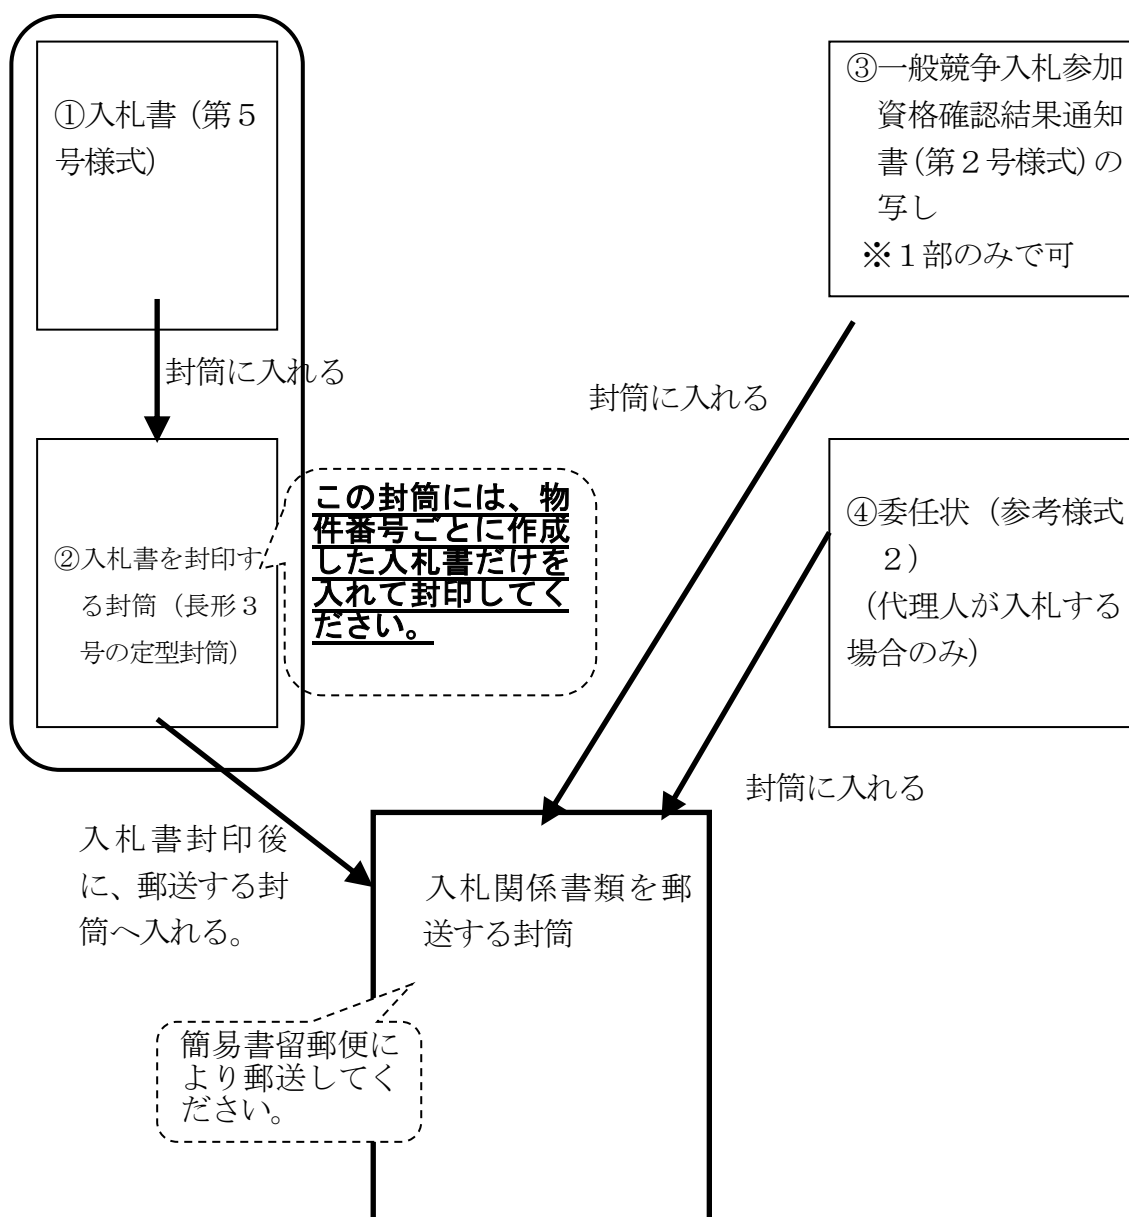 ①入札書（第５
号様式）
封筒に入れる
②入札書を封印す
る封筒（長形３
号の定型封筒）
この封筒には、物
件番号ごとに作成
した入札書だけを
入れて封印してく
ださい。
入札書封印後
に、郵送する封
筒へ入れる。
③一般競争入札参加
資格確認結果通知
書（第２号様式）の
写し
※１部のみで可
封筒に入れる
④委任状（参考様式
２）
（代理人が入札する
場合のみ）
封筒に入れる
入札関係書類を郵
送する封筒
簡易書留郵便に
より郵送してく
ださい。